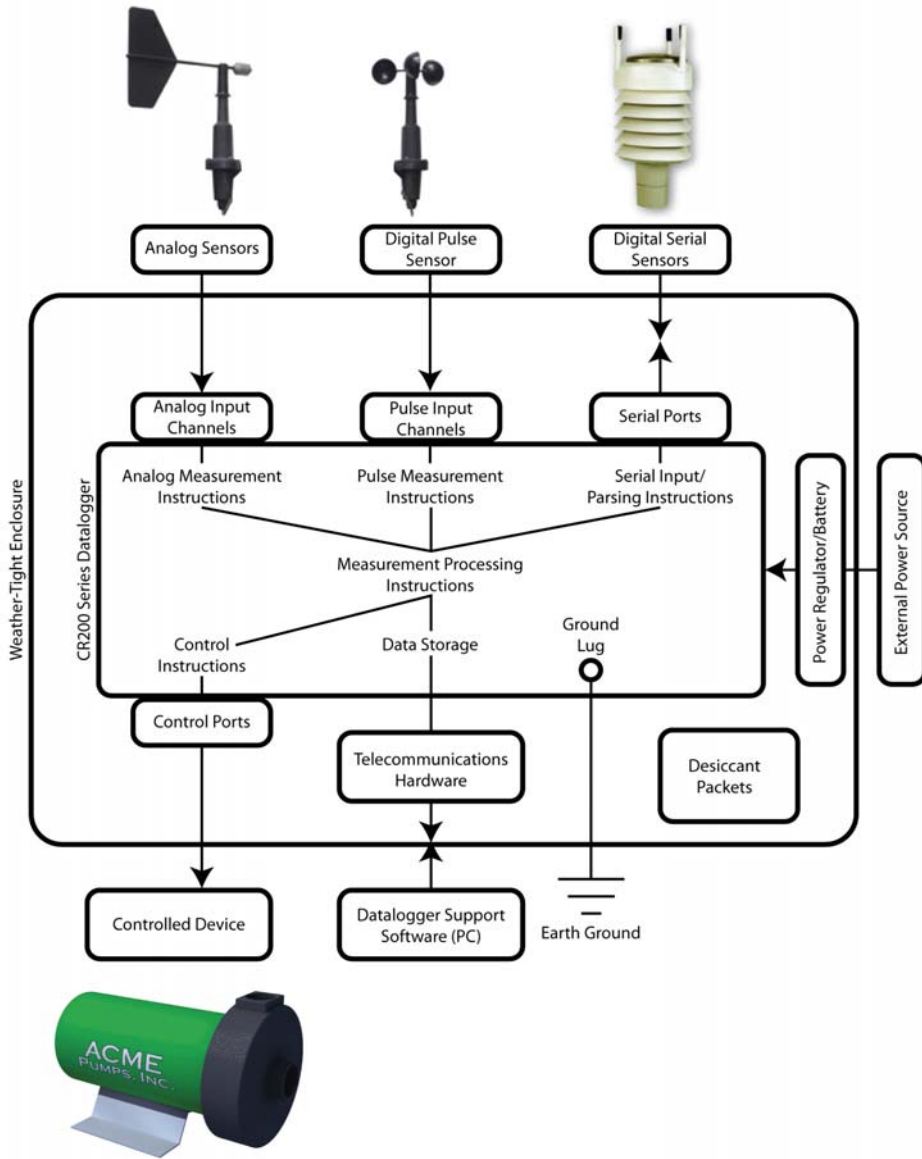 Analog Sensors
Digital Pulse
Sensor
Digital Serial
Sensors
Weather-Tight Enclosure
Analog Input
Channels
Pulse Input
Channels
Serial Ports
CR200 Series Datalogger
Analog Measurement
Instructions
Pulse Measurement
Instructions
Serial Input/
Parsing Instructions
Measurement Processing
Instructions
Control
Instructions
Data Storage
Ground
Lug
Power Regulator/Battery
External Power Source
Control Ports
Telecommunications
Hardware
Desiccant
Packets
Controlled Device
Datalogger Support
Software (PC)
Earth Ground
ACME
PUMPS, INC.